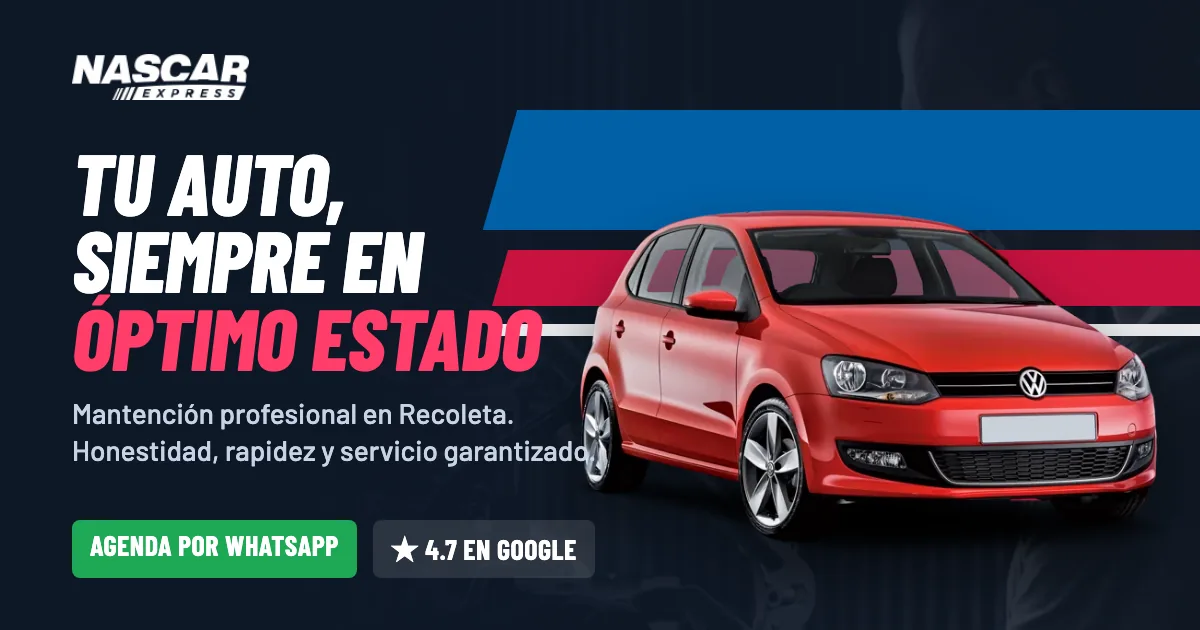 NASCAR
EXPRESS
TU AUTO,
SIEMPRE EN
ÓPTIMO ESTADO
Mantención profesional en Recoleta.
Honestidad, rapidez y servicio garantizado.
AGENDA POR WHATSAPP
★ 4.7 EN GOOGLE